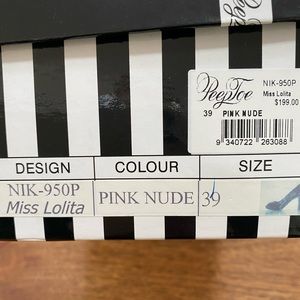 PeepToe
NIK-950P
Miss Lolita
$199.00
39 PINK NUDE
9 340722 263088
DESIGN COLOUR SIZE
NIK-950P
Miss Lolita
PINK NUDE
39